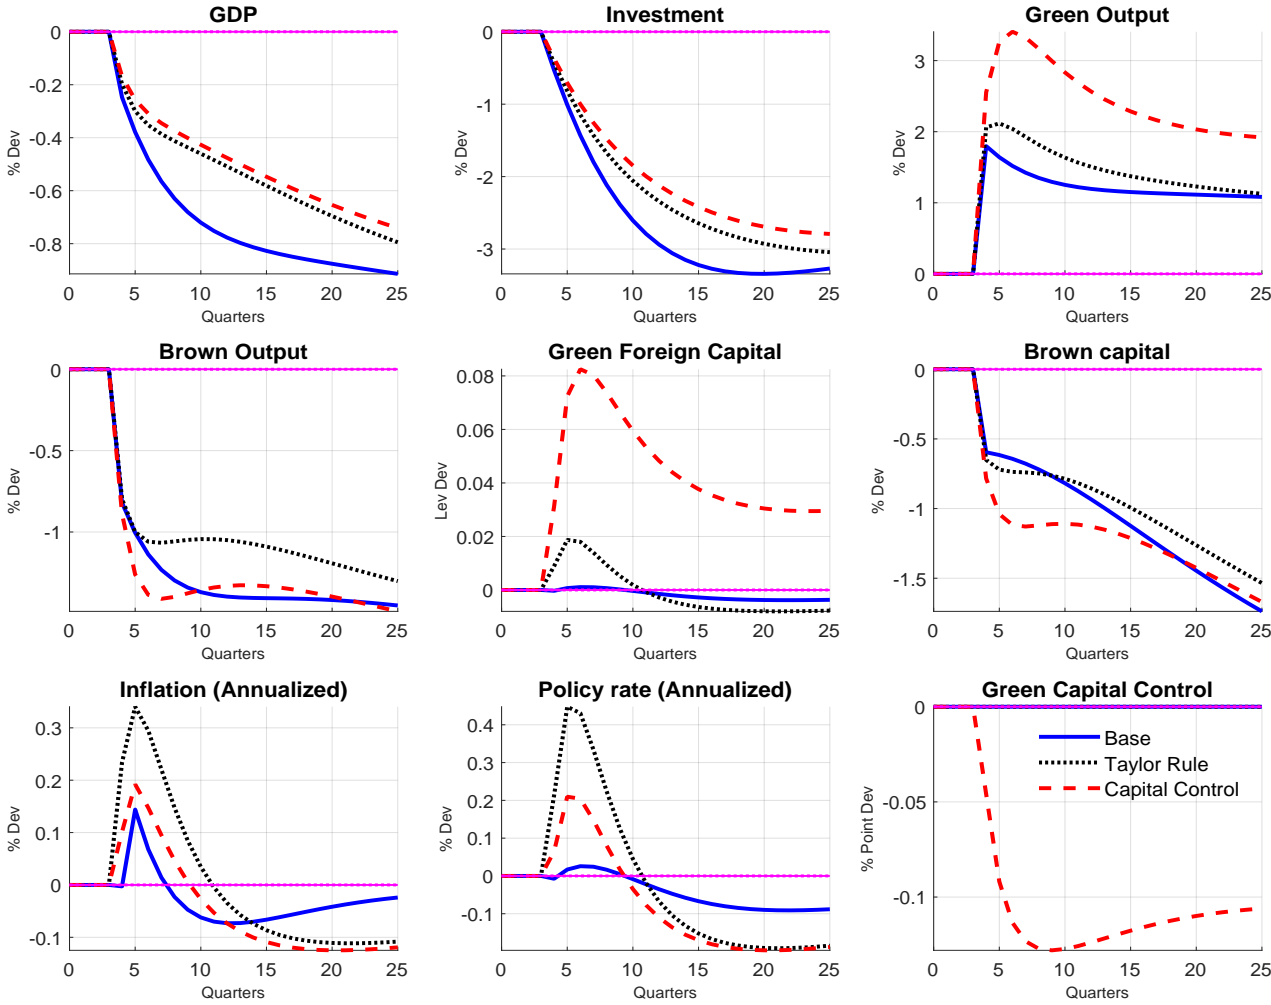 GDP
% Dev
0
-0.2
-0.4
-0.6
-0.8
0 5 10 15 20 25
Quarters
Investment
% Dev
0
-1
-2
-3
0 5 10 15 20 25
Quarters
Green Output
% Dev
3
2
1
0
0 5 10 15 20 25
Quarters
Brown Output
% Dev
0
-0.5
-1
0 5 10 15 20 25
Quarters
Green Foreign Capital
Lev Dev
0.08
0.06
0.04
0.02
0
0 5 10 15 20 25
Quarters
Brown capital
% Dev
0
-0.5
-1
-1.5
0 5 10 15 20 25
Quarters
Inflation (Annualized)
% Dev
0.3
0.2
0.1
0
-0.1
0 5 10 15 20 25
Quarters
Policy rate (Annualized)
% Dev
0.4
0.3
0.2
0.1
0
-0.1
0 5 10 15 20 25
Quarters
Green Capital Control
% Point Dev
0
-0.05
-0.1
Base
Taylor Rule
Capital Control
0 5 10 15 20 25
Quarters